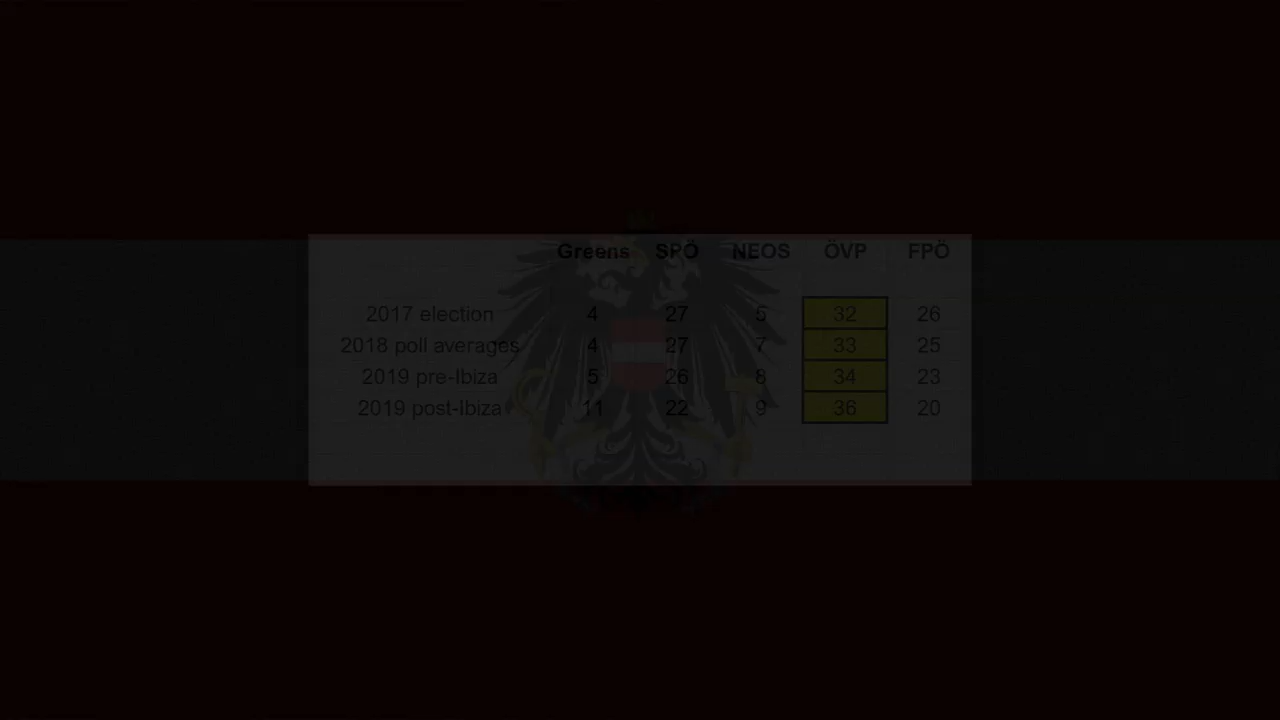 Greens SPÖ NEOS ÖVP FPÖ
2017 election 4 27 5 32 26
2018 poll averages 4 27 7 33 25
2019 pre-Ibiza 5 26 8 34 23
2019 post-Ibiza 11 22 9 36 20